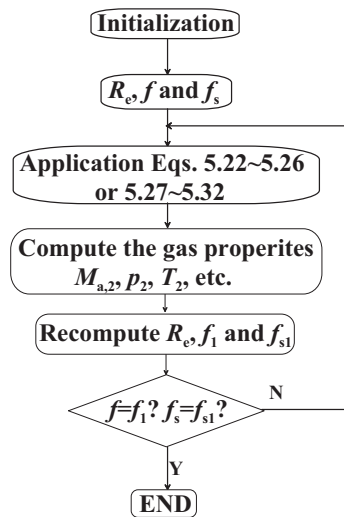 Initialization
Re, f and fs
Application Eqs. 5.22~5.26
or 5.27~5.32
Compute the gas properites
Ma,2, p2, T2, etc.
Recompute Re, f1 and fs1
f=f1? fs=fs1?
N
Y
END